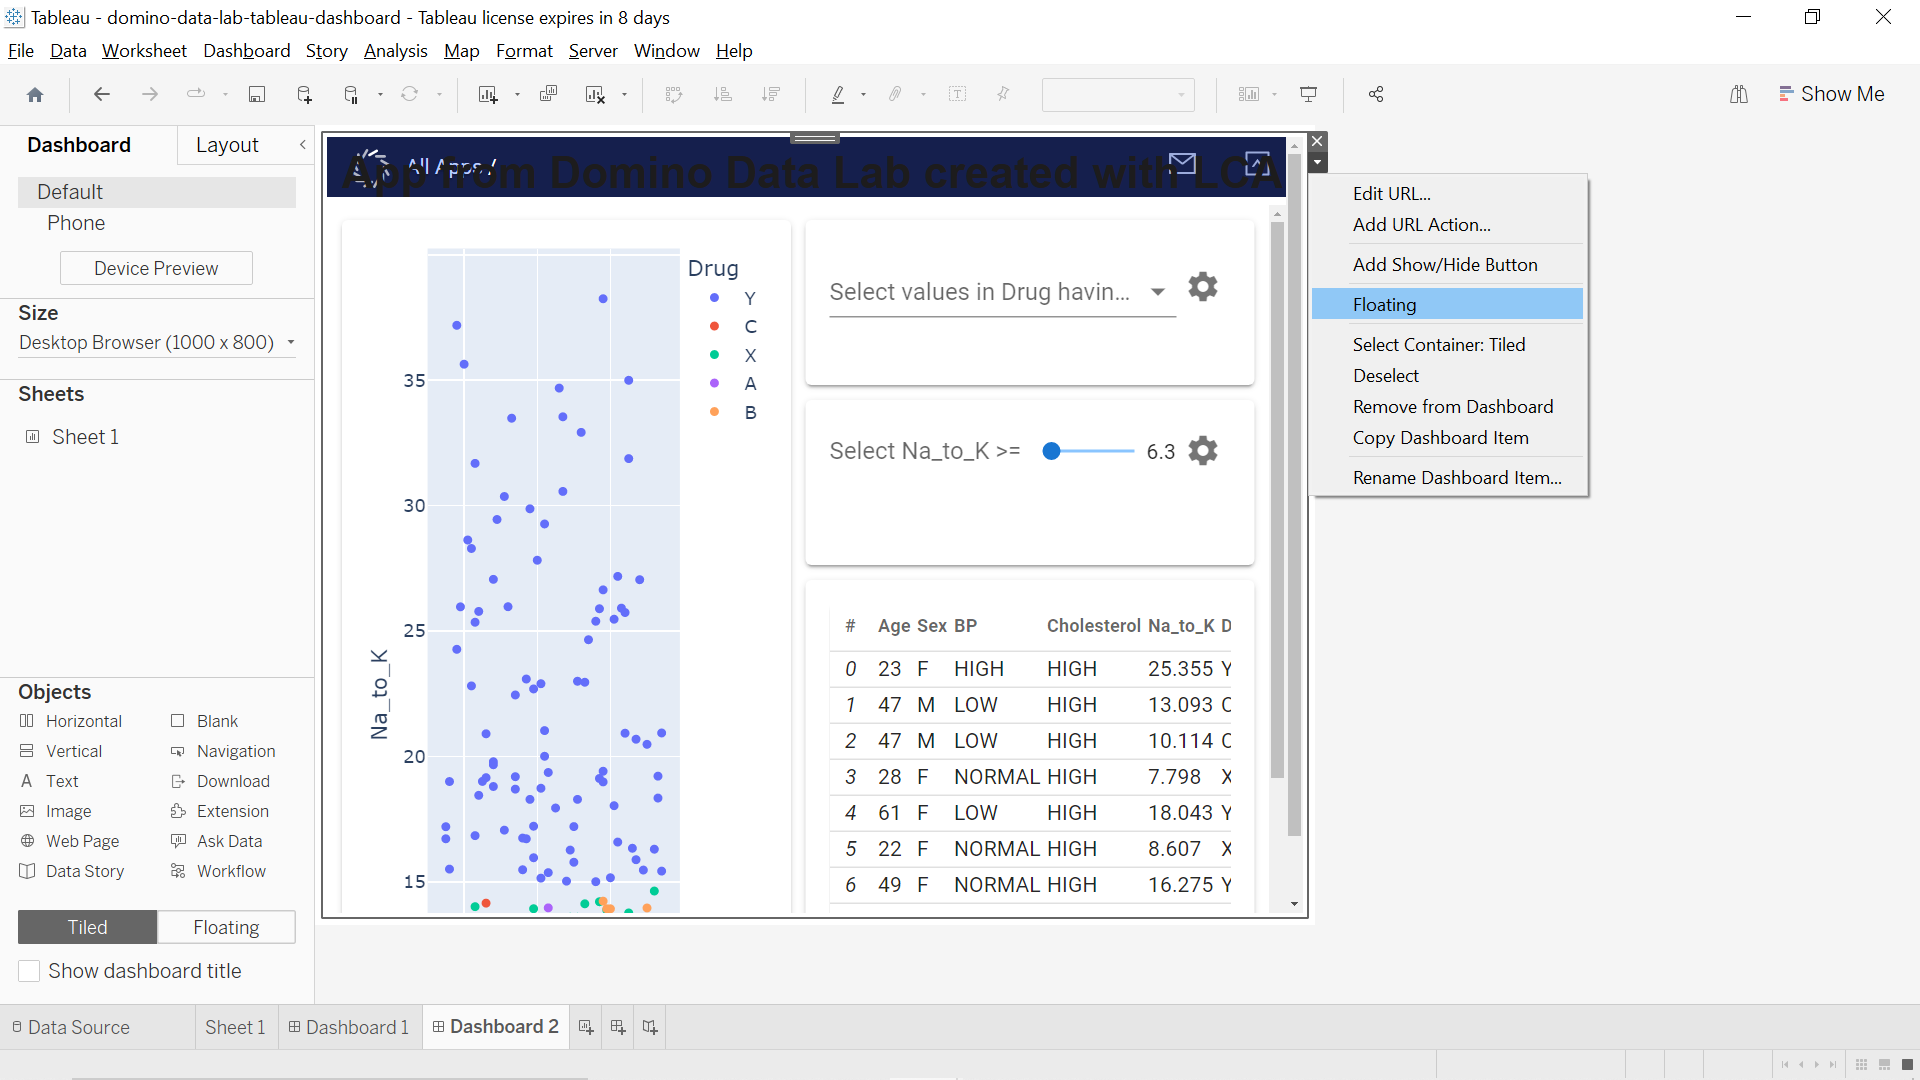 Tableau - domino-data-lab-tableau-dashboard - Tableau license expires in 8 days
File Data Worksheet Dashboard Story Analysis Map Format Server Window Help
Show Me
Dashboard Layout
Default
Phone
Device Preview
Size
Desktop Browser (1000 x 800)
Sheets
Sheet 1
Objects
Horizontal Blank
Vertical Navigation
A Text Download
Image Extension
Web Page Ask Data
Data Story Workflow
Tiled Floating
Show dashboard title
All Apps /
App from Domino Data Lab created with LCA
Drug
Y
C
X
A
B
35
30
25
20
15
Na_to_K
Select values in Drug havin...
Select Na_to_K >= 6.3
# Age Sex BP Cholesterol Na_to_K D
0 23 F HIGH HIGH 25.355 Y
1 47 M LOW HIGH 13.093 C
2 47 M LOW HIGH 10.114 C
3 28 F NORMAL HIGH 7.798 X
4 61 F LOW HIGH 18.043 Y
5 22 F NORMAL HIGH 8.607 X
6 49 F NORMAL HIGH 16.275 Y
Edit URL...
Add URL Action...
Add Show/Hide Button
Floating
Select Container: Tiled
Deselect
Remove from Dashboard
Copy Dashboard Item
Rename Dashboard Item...
Data Source Sheet 1 Dashboard 1 Dashboard 2